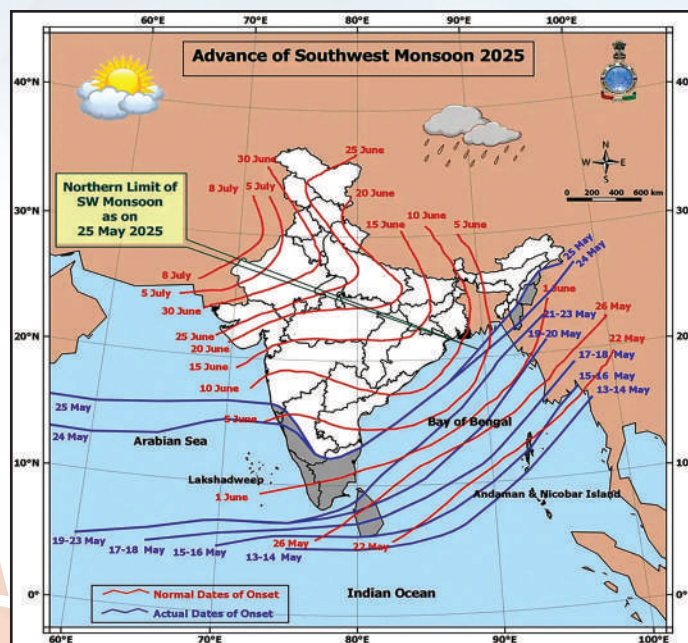 60°E 70°E 80°E 90°E 100°E
Advance of Southwest Monsoon 2025
40°N
40°N
N
W E
S
0 200 400 600 km
Northern Limit of
SW Monsoon
as on
25 May 2025
30 June
25 June
8 July
5 July
20 June
10 June
15 June
5 June
30°N
30°N
25 May
24 May
8 July
5 July
1 June
30 June
26 May
21-23 May
19-20 May
22 May
20°N
20°N
25 June
20 June
17-18 May
15 June
15-16 May
10 June
13-14 May
25 May
5 June
Bay of Bengal
24 May
Arabian Sea
10°N
10°N
Lakshadweep
1 June
Andaman & Nicobar Island
19-23 May
17-18 May
15-16 May
26 May
22 May
13-14 May
0°
0°
Normal Dates of Onset
Actual Dates of Onset
Indian Ocean
60°E 70°E 80°E 90°E 100°E